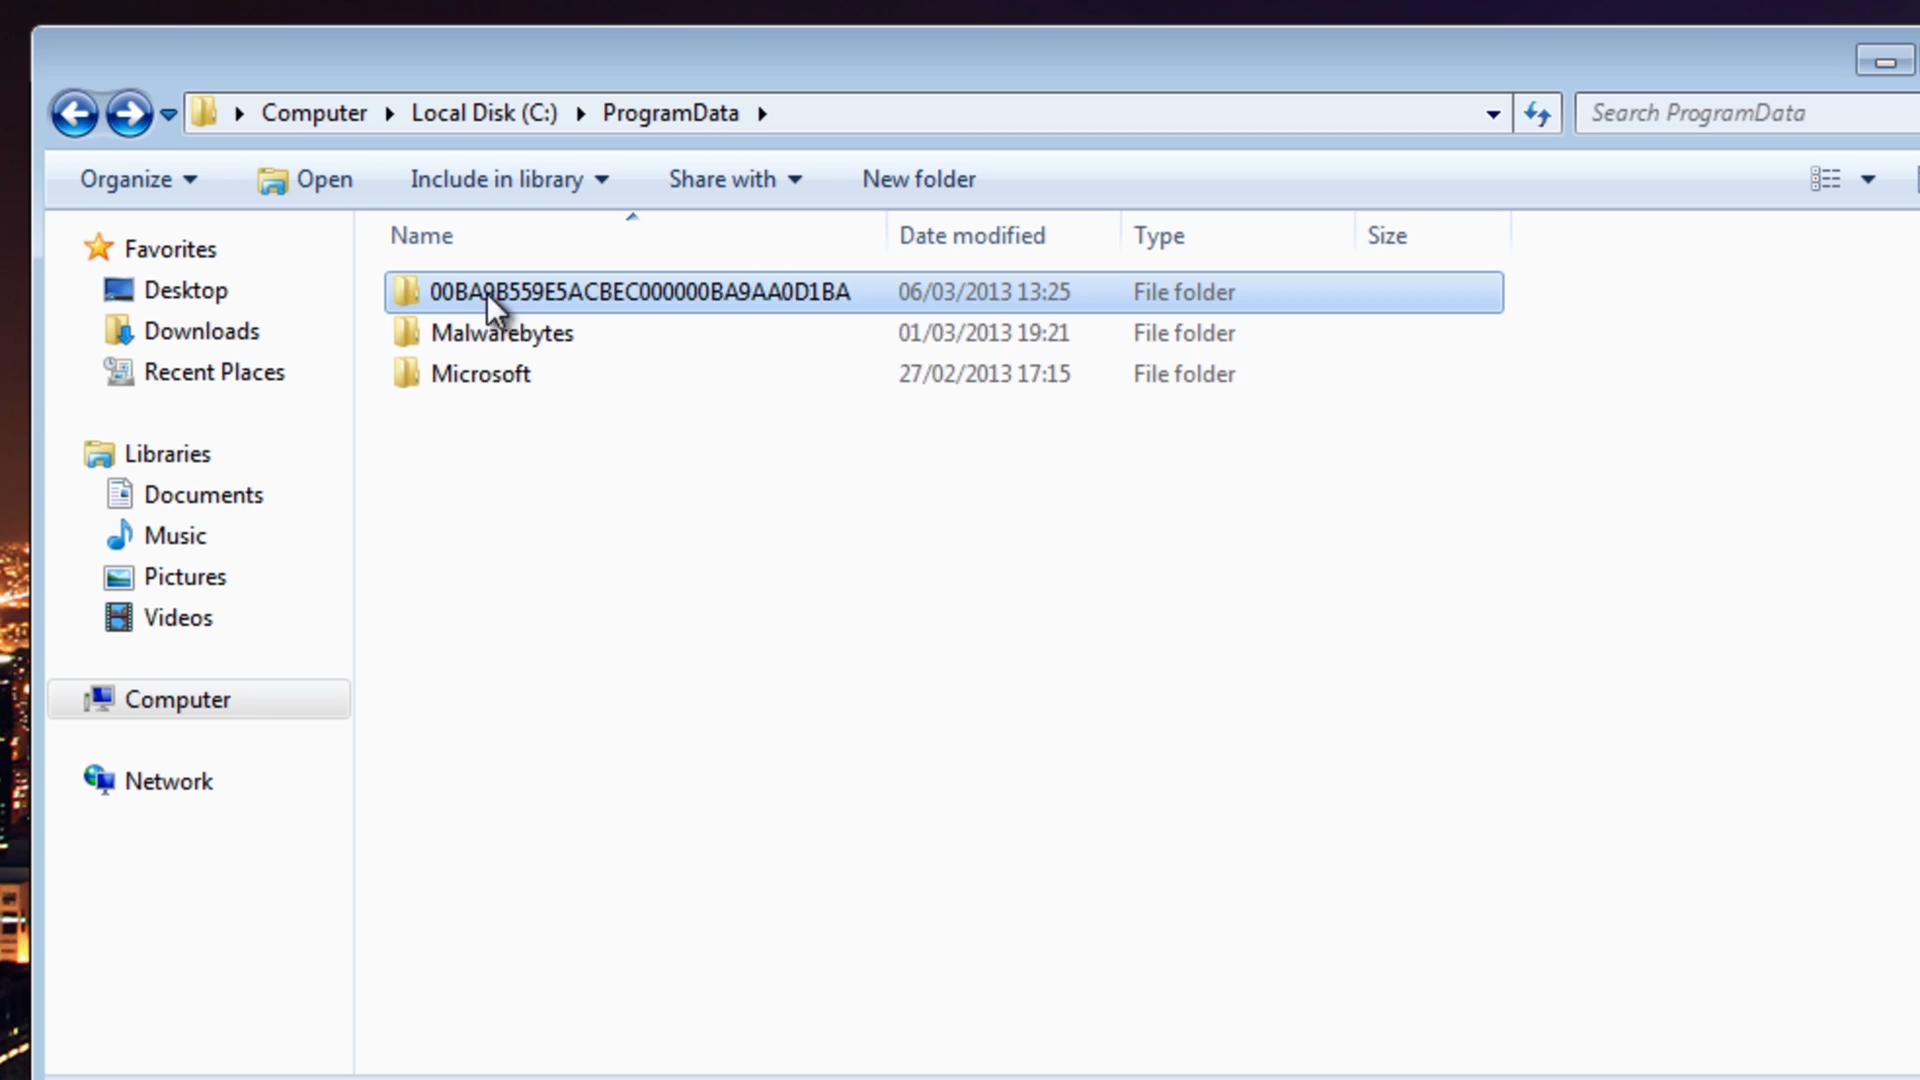 Computer Local Disk (C:) ProgramData Search ProgramData
Organize Open Include in library Share with New folder
Name Date modified Type Size
00BA9B559E5ACBEC000000BA9AA0D1BA 06/03/2013 13:25 File folder
Malwarebytes 01/03/2013 19:21 File folder
Microsoft 27/02/2013 17:15 File folder
Favorites
Desktop
Downloads
Recent Places
Libraries
Documents
Music
Pictures
Videos
Computer
Network